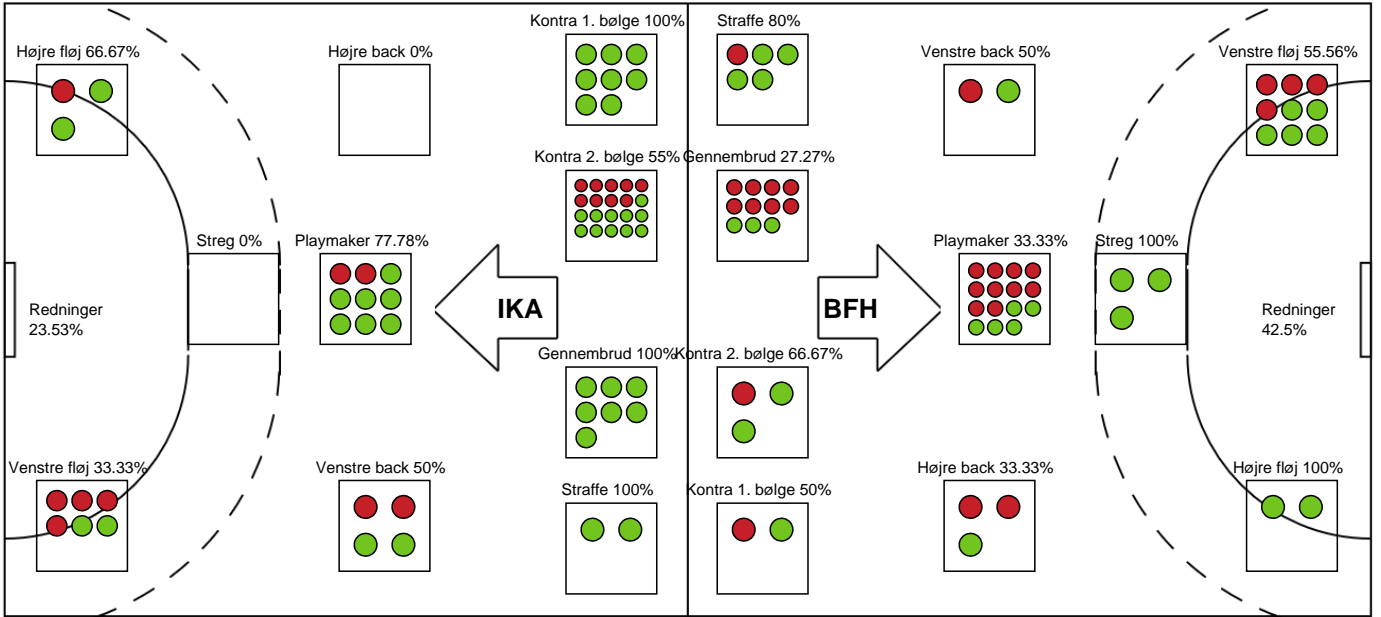 Kontra 1. bølge 100%
Straffe 80%
Højre fløj 66.67%
Højre back 0%
Venstre back 50%
Venstre fløj 55.56%
Kontra 2. bølge 55%
Gennembrud 27.27%
Streg 0%
Playmaker 77.78%
Playmaker 33.33%
Streg 100%
Redninger
23.53%
IKA
BFH
Redninger
42.5%
Gennembrud 100%
Kontra 2. bølge 66.67%
Venstre fløj 33.33%
Venstre back 50%
Straffe 100%
Kontra 1. bølge 50%
Højre back 33.33%
Højre fløj 100%